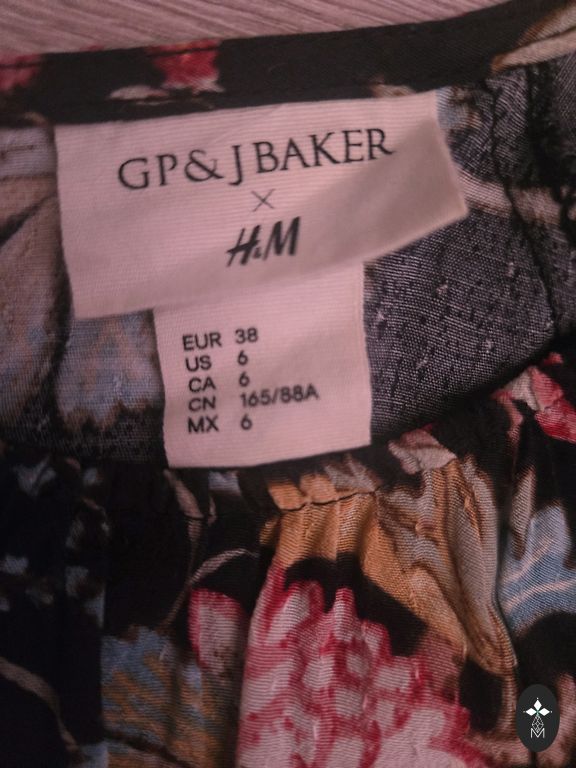 GP & J BAKER
×
H&M
EUR 38
US 6
CA 6
CN 165/88A
MX 6
M